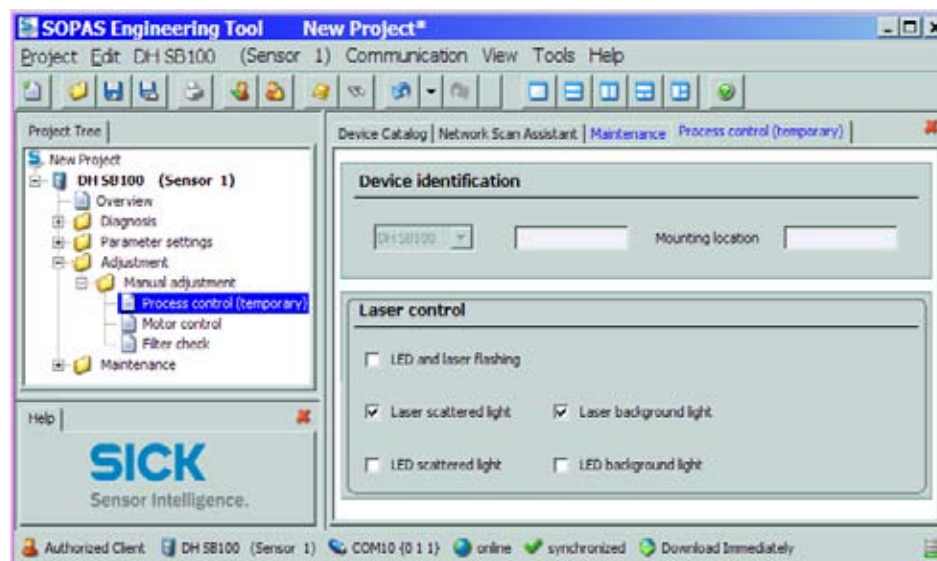 SOPAS Engineering Tool New Project*
Project Edit DH SB100 (Sensor 1) Communication View Tools Help
Project Tree
New Project
DH SB100 (Sensor 1)
Overview
Diagnosis
Parameter settings
Adjustment
Manual adjustment
Process control (temporary)
Motor control
Filter check
Maintenance
Help
SICK
Sensor Intelligence.
Device Catalog Network Scan Assistant Maintenance Process control (temporary)
Device identification
DH SB100 Mounting location
Laser control
LED and laser flashing
Laser scattered light Laser background light
LED scattered light LED background light
Authorized Client DH SB100 (Sensor 1) COM10 {0 1 1} online synchronized Download Immediately